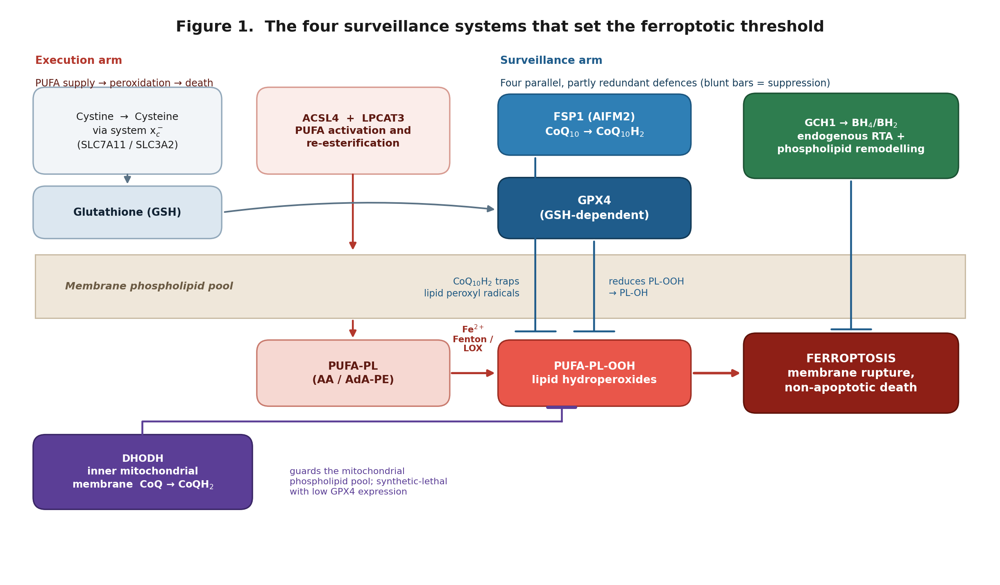 Figure 1.  The four surveillance systems that set the ferroptotic threshold
Execution arm
PUFA supply → peroxidation → death
Surveillance arm
Four parallel, partly redundant defences (blunt bars = suppression)
Cystine → Cysteine
via system x$_c^-$
(SLC7A11 / SLC3A2)
ACSL4 + LPCAT3
PUFA activation and
re-esterification
FSP1 (AIFM2)
CoQ₁₀ → CoQ₁₀H₂
GCH1 → BH₄/BH₂
endogenous RTA +
phospholipid remodelling
Glutathione (GSH)
GPX4
(GSH-dependent)
Membrane phospholipid pool
CoQ₁₀H₂ traps
lipid peroxyl radicals
reduces PL-OOH
→ PL-OH
Fe²⁺
Fenton /
LOX
PUFA-PL
(AA / AdA-PE)
PUFA-PL-OOH
lipid hydroperoxides
FERROPTOSIS
membrane rupture,
non-apoptotic death
DHODH
inner mitochondrial
membrane CoQ → CoQH₂
guards the mitochondrial
phospholipid pool; synthetic-lethal
with low GPX4 expression